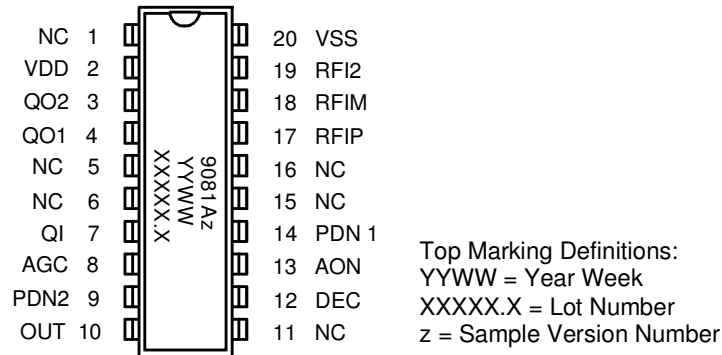 NC 1
VDD 2
QO2 3
QO1 4
NC 5
NC 6
QI 7
AGC 8
PDN2 9
OUT 10
9081Az
YYWW
XXXXX.X
20 VSS
19 RFI2
18 RFIM
17 RFIP
16 NC
15 NC
14 PDN 1
13 AON
12 DEC
11 NC
Top Marking Definitions:
YYWW = Year Week
XXXXX.X = Lot Number
z = Sample Version Number